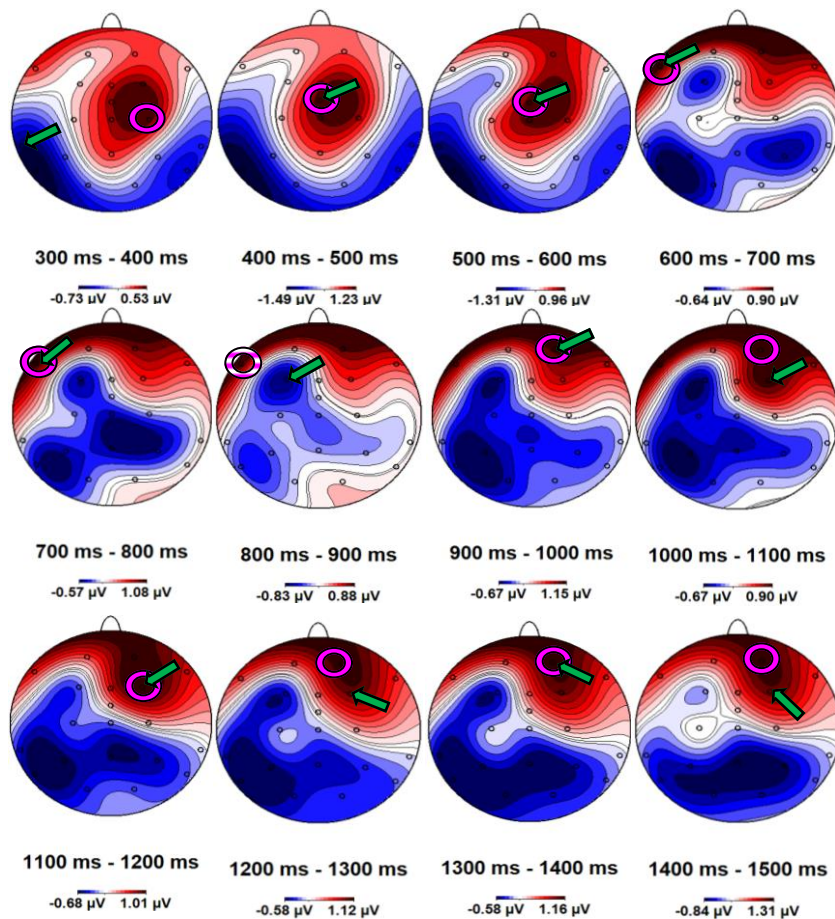 300 ms - 400 ms
400 ms - 500 ms
500 ms - 600 ms
600 ms - 700 ms
-0.73 µV 0.53 µV
-1.49 µV 1.23 µV
-1.31 µV 0.96 µV
-0.64 µV 0.90 µV
700 ms - 800 ms
800 ms - 900 ms
900 ms - 1000 ms
1000 ms - 1100 ms
-0.57 µV 1.08 µV
-0.83 µV 0.88 µV
-0.67 µV 1.15 µV
-0.67 µV 0.90 µV
1100 ms - 1200 ms
1200 ms - 1300 ms
1300 ms - 1400 ms
1400 ms - 1500 ms
-0.68 µV 1.01 µV
-0.58 µV 1.12 µV
-0.58 µV 1.16 µV
-0.84 µV 1.31 µV